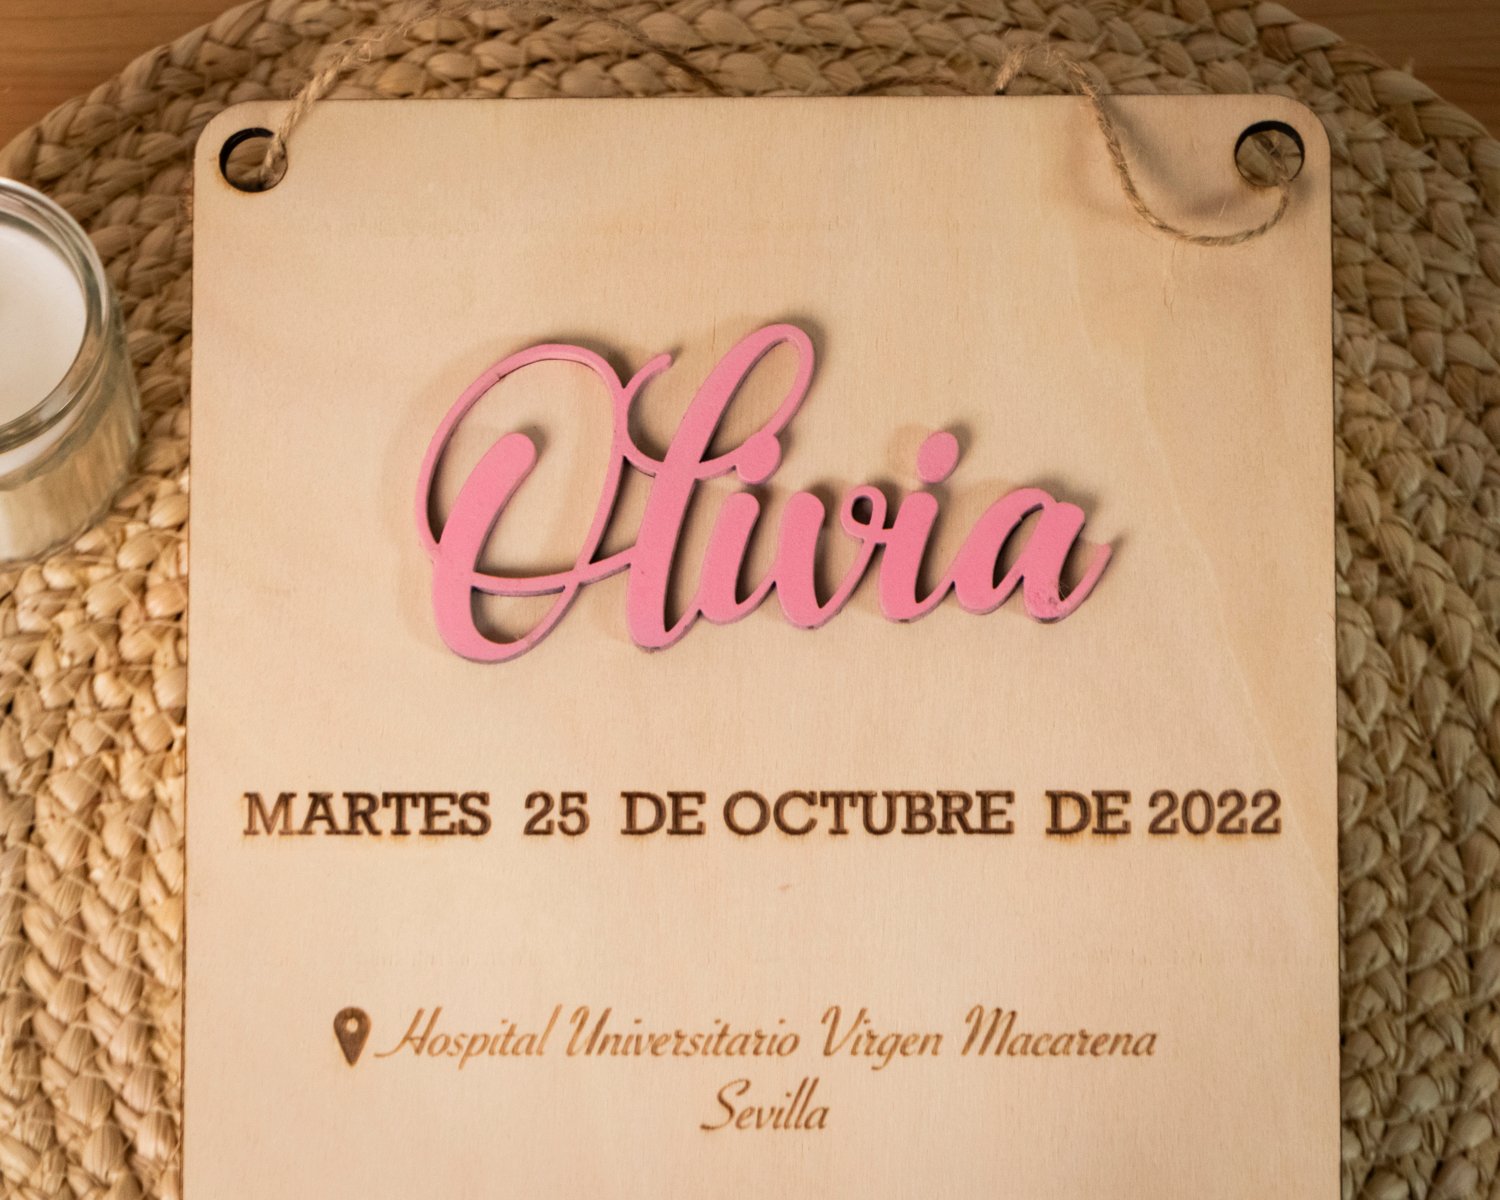 Olivia
MARTES 25 DE OCTUBRE DE 2022
Hospital Universitario Virgen Macarena
Sevilla